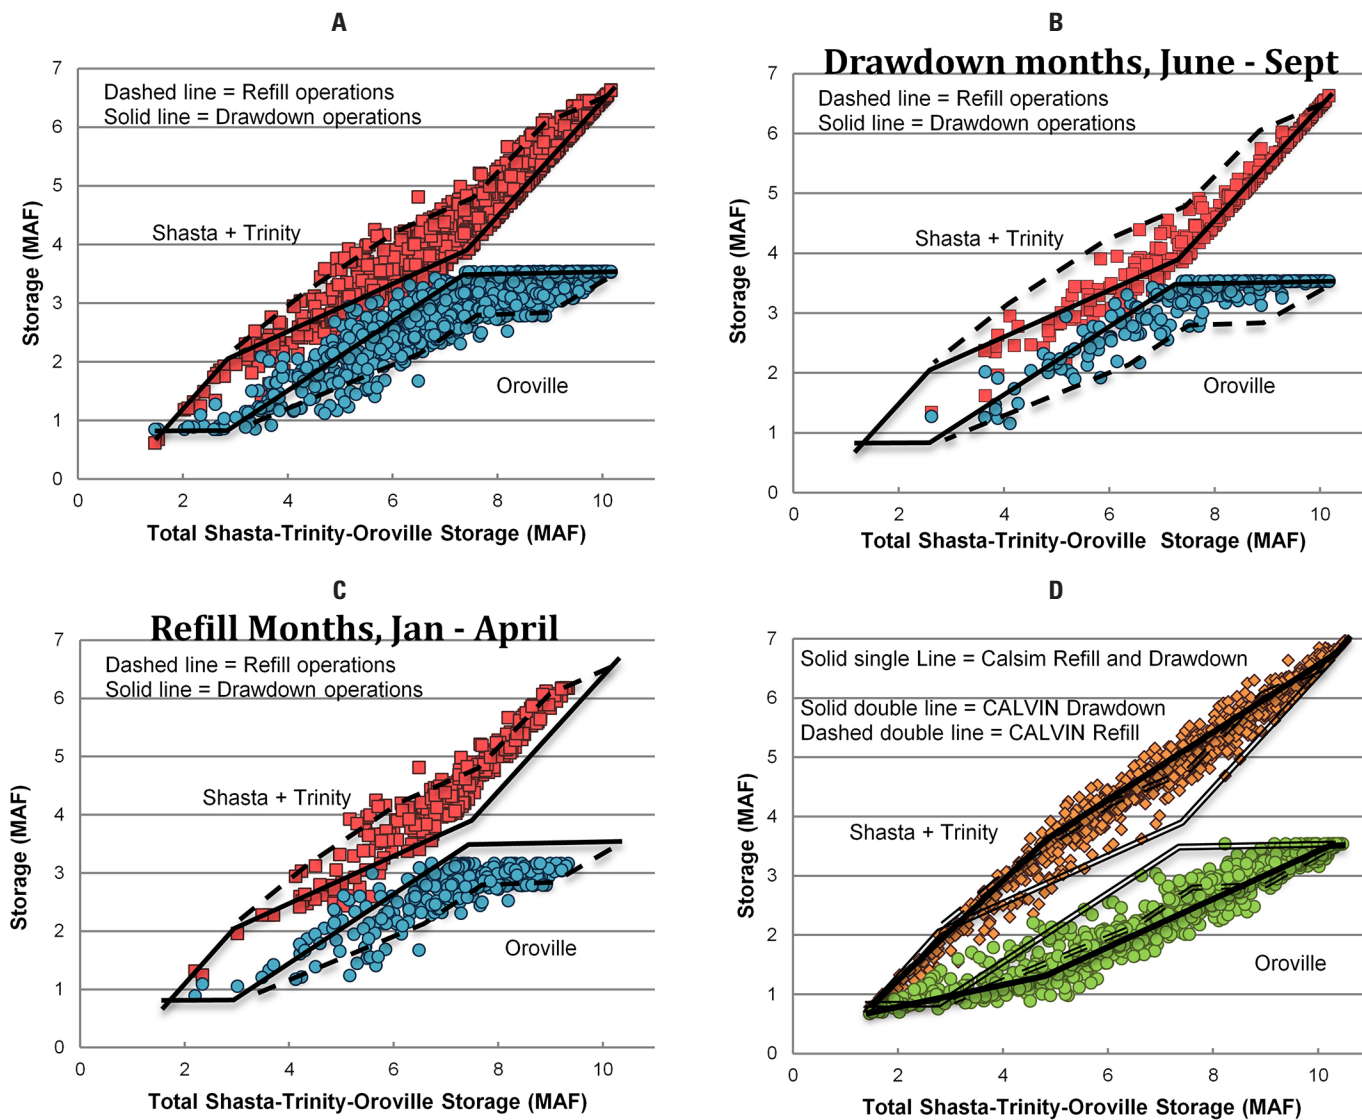 A
7
6
5
4
3
2
1
0
Dashed line = Refill operations
Solid line = Drawdown operations
Shasta + Trinity
Oroville
Storage (MAF)
0 2 4 6 8 10
Total Shasta-Trinity-Oroville Storage (MAF)
B
Drawdown months, June - Sept
7
6
5
4
3
2
1
0
Dashed line = Refill operations
Solid line = Drawdown operations
Shasta + Trinity
Oroville
Storage (MAF)
0 2 4 6 8 10
Total Shasta-Trinity-Oroville Storage (MAF)
C
Refill Months, Jan - April
7
6
5
4
3
2
1
0
Dashed line = Refill operations
Solid line = Drawdown operations
Shasta + Trinity
Oroville
Storage (MAF)
0 2 4 6 8 10
Total Shasta-Trinity-Oroville Storage (MAF)
D
7
6
5
4
3
2
1
0
Solid single Line = Calsim Refill and Drawdown
Solid double line = CALVIN Drawdown
Dashed double line = CALVIN Refill
Shasta + Trinity
Oroville
Storage (MAF)
0 2 4 6 8 10
Total Shasta-Trinity-Oroville Storage (MAF)